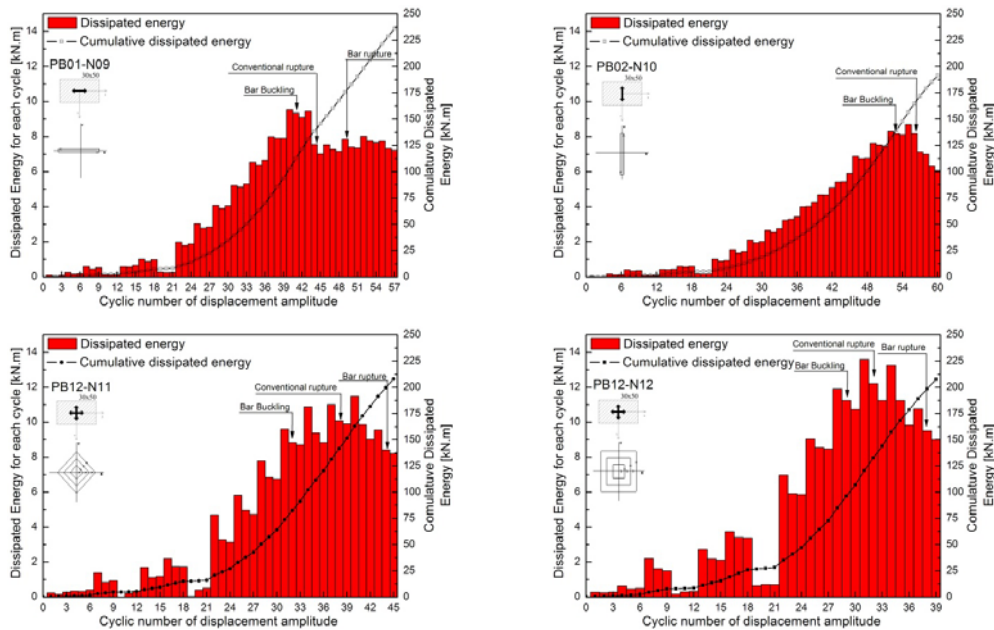 Dissipated energy
Cumulative dissipated energy
PB01-N09
30x50
Conventional rupture
Bar rupture
Bar Buckling
Dissipated Energy for each cycle [kN.m]
0 2 4 6 8 10 12 14
0 3 6 9 12 15 18 21 24 27 30 33 36 39 42 45 48 51 54 57
Cyclic number of displacement amplitude
0 25 50 75 100 125 150 175 200 225 250
Comulative Dissipated
Energy [kN.m]
Dissipated energy
Cumulative dissipated energy
PB02-N10
30x50
Conventional rupture
Bar Buckling
Dissipated Energy for each cycle [kN.m]
0 2 4 6 8 10 12 14
0 6 12 18 24 30 36 42 48 54 60
Cyclic number of displacement amplitude
0 25 50 75 100 125 150 175 200 225 250
Comulative Dissipated
Energy [kN.m]
Dissipated energy
Cumulative dissipated energy
PB12-N11
30x50
Bar rupture
Conventional rupture
Bar Buckling
Dissipated Energy for each cycle [kN.m]
0 2 4 6 8 10 12 14
0 3 6 9 12 15 18 21 24 27 30 33 36 39 42 45
Cyclic number of displacement amplitude
0 25 50 75 100 125 150 175 200 225 250
Comulative Dissipated
Energy [kN.m]
Dissipated energy
Cumulative dissipated energy
PB12-N12
30x50
Conventional rupture
Bar rupture
Bar Buckling
Dissipated Energy for each cycle [kN.m]
0 2 4 6 8 10 12 14
0 3 6 9 12 15 18 21 24 27 30 33 36 39
Cyclic number of displacement amplitude
0 25 50 75 100 125 150 175 200 225 250
Comulative Dissipated
Energy [kN.m]